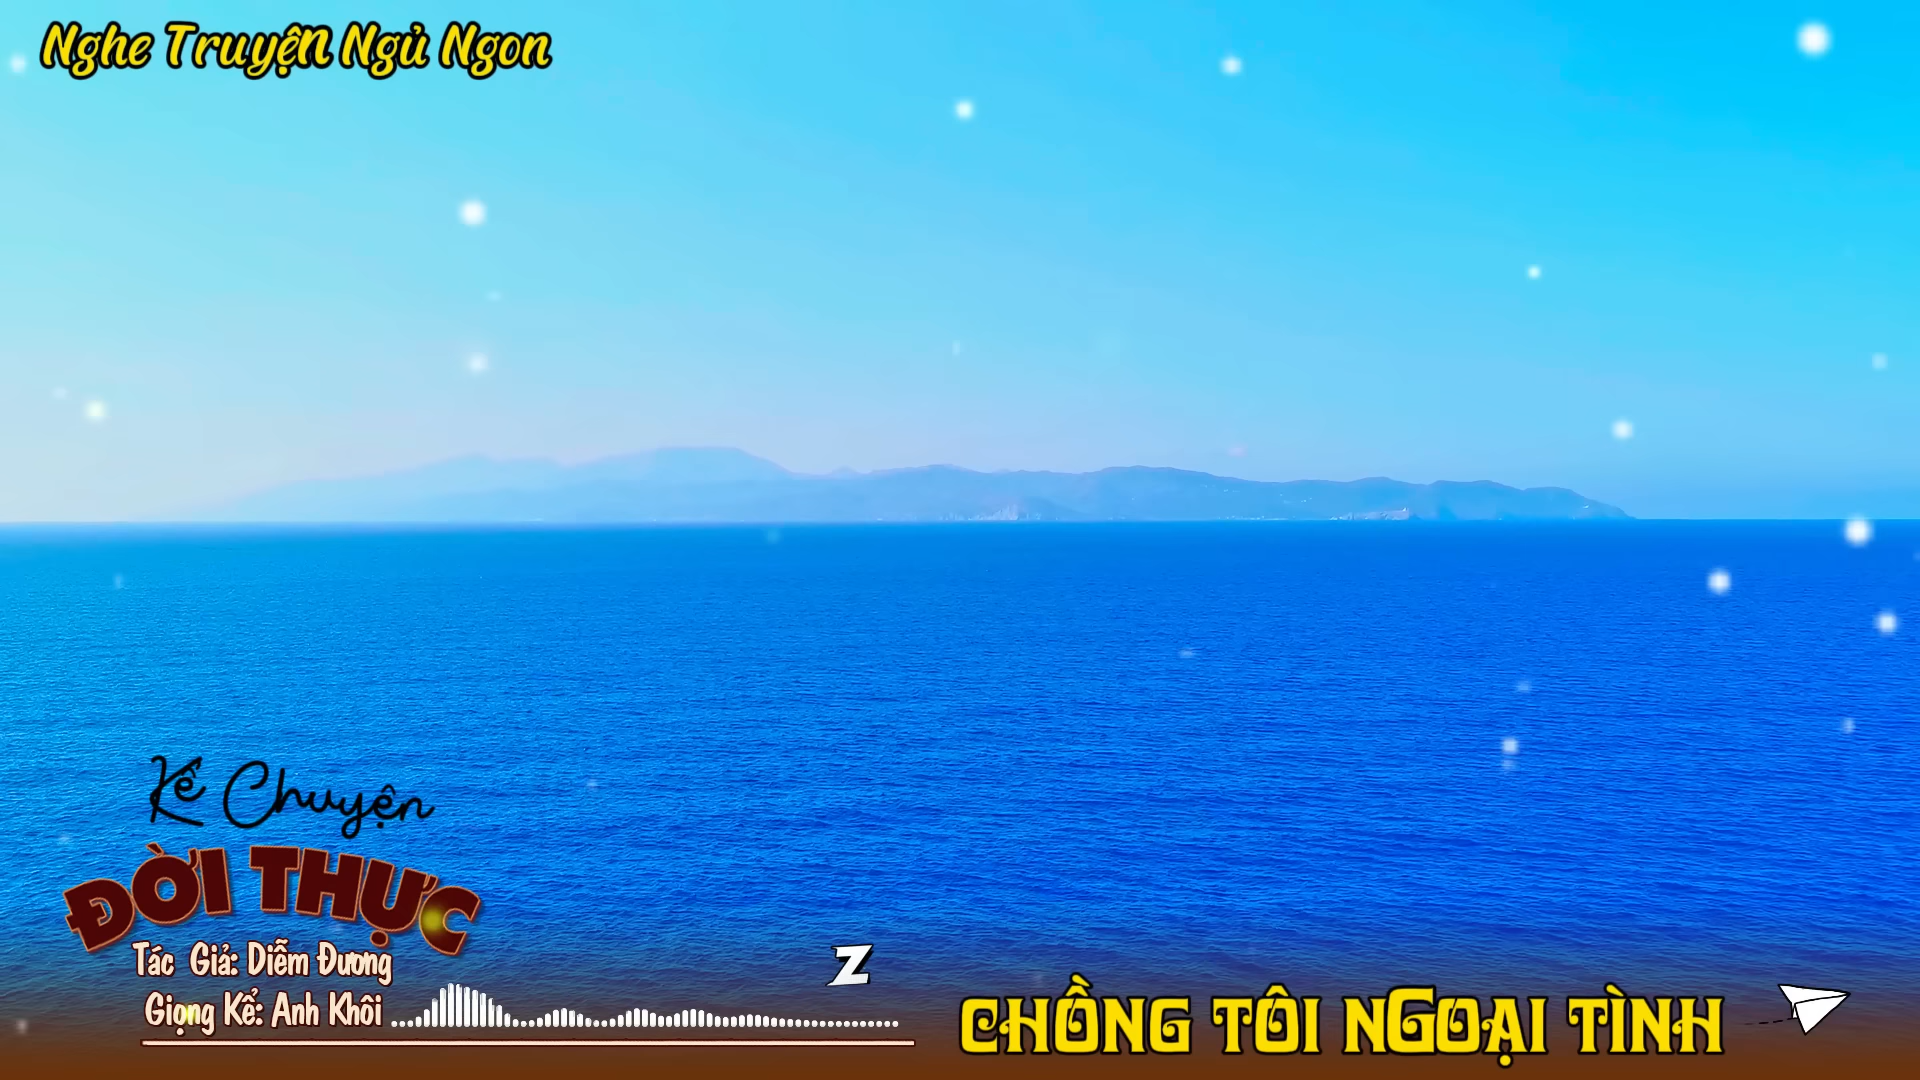 Nghe Truyện Ngủ Ngon
Kể Chuyện
ĐỜI THỰC
Tác Giả: Diễm Đương
Giọng Kể: Anh Khôi
Z
CHỒNG TÔI NGOẠI TÌNH